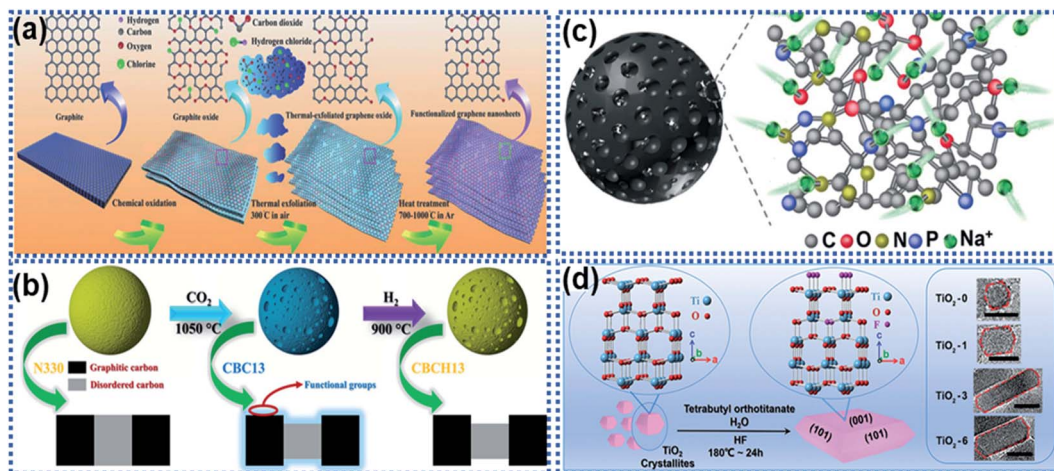 (a)
Hydrogen
Carbon
Oxygen
Chlorine
Carbon dioxide
Hydrogen chloride
Graphite
Graphite oxide
Thermal-exfoliated graphene oxide
Functionalized graphene nanosheets
Chemical oxidation
Thermal exfoliation
300 C in air
Heat treatment
700-1000 C in Ar
(b)
CO₂
1050 °C
H₂
900 °C
N330
CBC13
CBCH13
Graphitic carbon
Disordered carbon
Functional groups
(c)
C O N P Na⁺
(d)
Ti
O
c
b
a
Ti
O
F
c
b
a
TiO₂
Crystallites
Tetrabutyl orthotitanate
H₂O
HF
180℃ ~ 24h
(101)
(001)
(101)
TiO₂-0
TiO₂-1
TiO₂-3
TiO₂-6